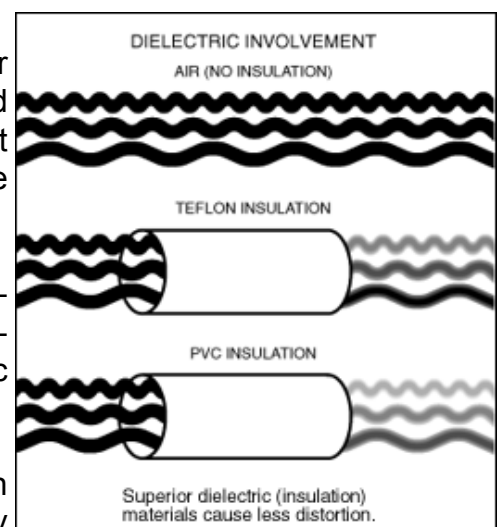 DIELECTRIC INVOLVEMENT
AIR (NO INSULATION)
TEFLON INSULATION
PVC INSULATION
Superior dielectric (insulation)
materials cause less distortion.